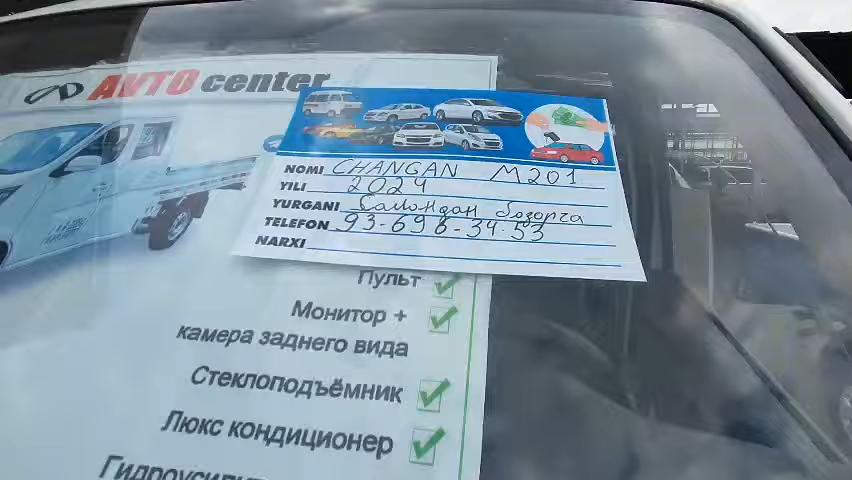 AVTO center
NOMI CHANGAN M201
YILI 2024
YURGANI Салондан бозорга
TELEFON 93-698-34-53
NARXI
Пульт
Монитор +
камера заднего вида
Стеклоподъёмник
Люкс кондиционер